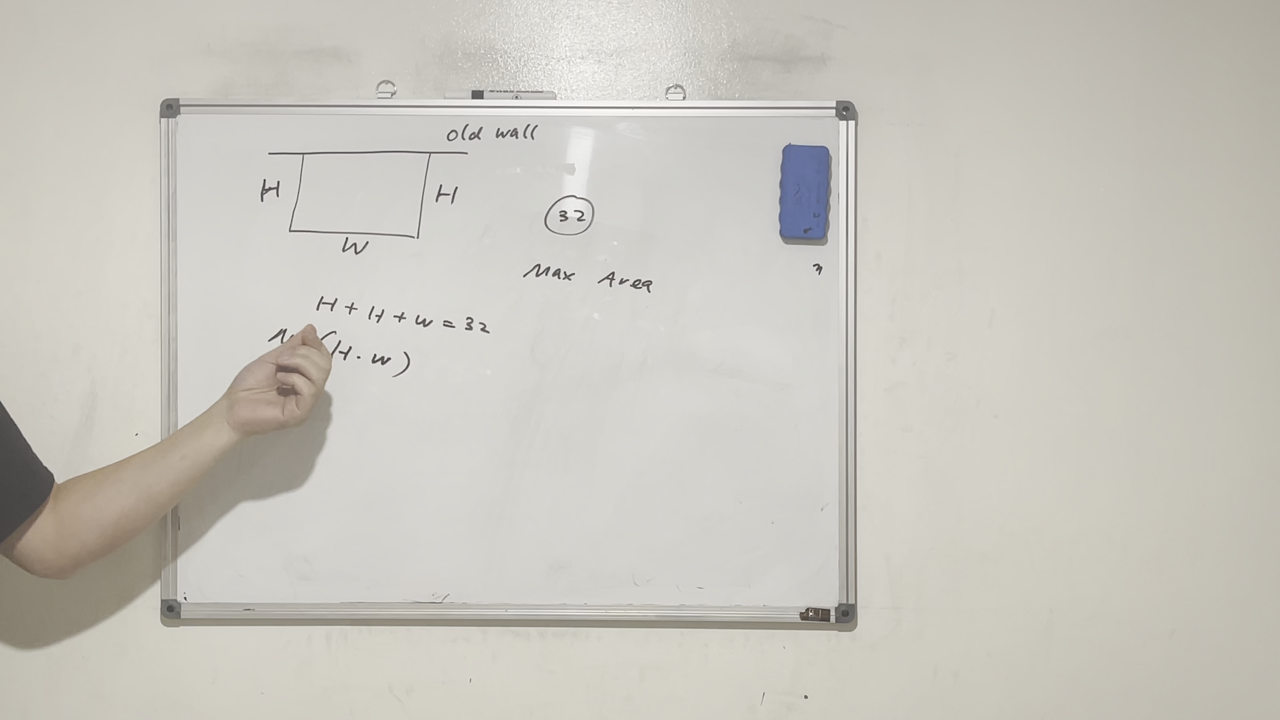 old wall
H
H
W
32
Max Area
H + H + W = 32
(H · W)